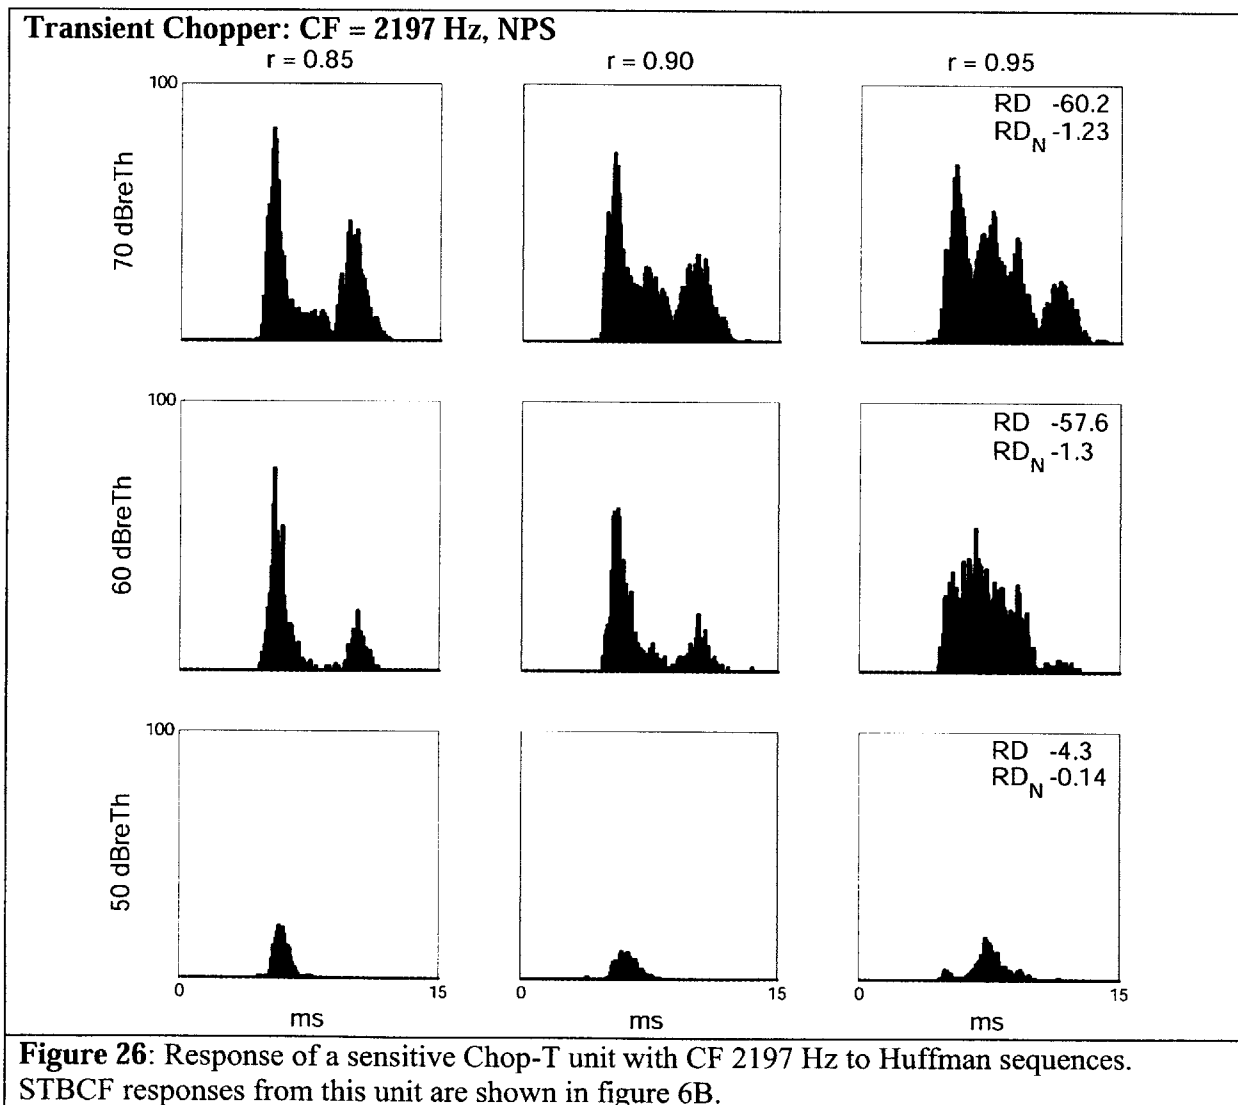 Transient Chopper: CF = 2197 Hz, NPS
r = 0.85
r = 0.90
r = 0.95
70 dBreTh
100
RD -60.2
RDN -1.23
60 dBreTh
100
RD -57.6
RDN -1.3
50 dBreTh
100
RD -4.3
RDN -0.14
0 15
0 15
0 15
ms
ms
ms
Figure 26: Response of a sensitive Chop-T unit with CF 2197 Hz to Huffman sequences.
STBCF responses from this unit are shown in figure 6B.